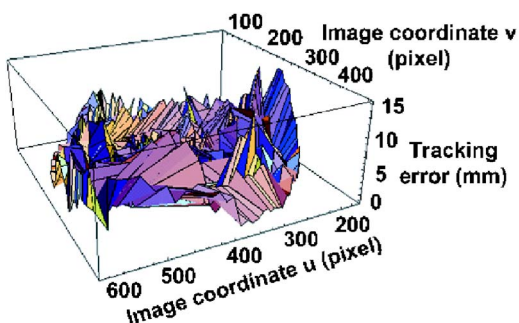 100
200
300
400
Image coordinate v
(pixel)
15
10
5
0
Tracking
error (mm)
600
500
400
300
200
Image coordinate u (pixel)